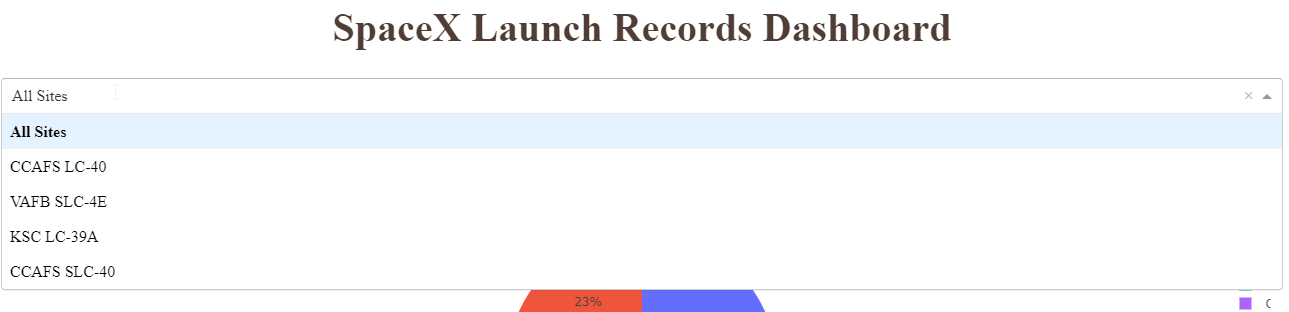 SpaceX Launch Records Dashboard
All Sites
All Sites
CCAFS LC-40
VAFB SLC-4E
KSC LC-39A
CCAFS SLC-40
23%